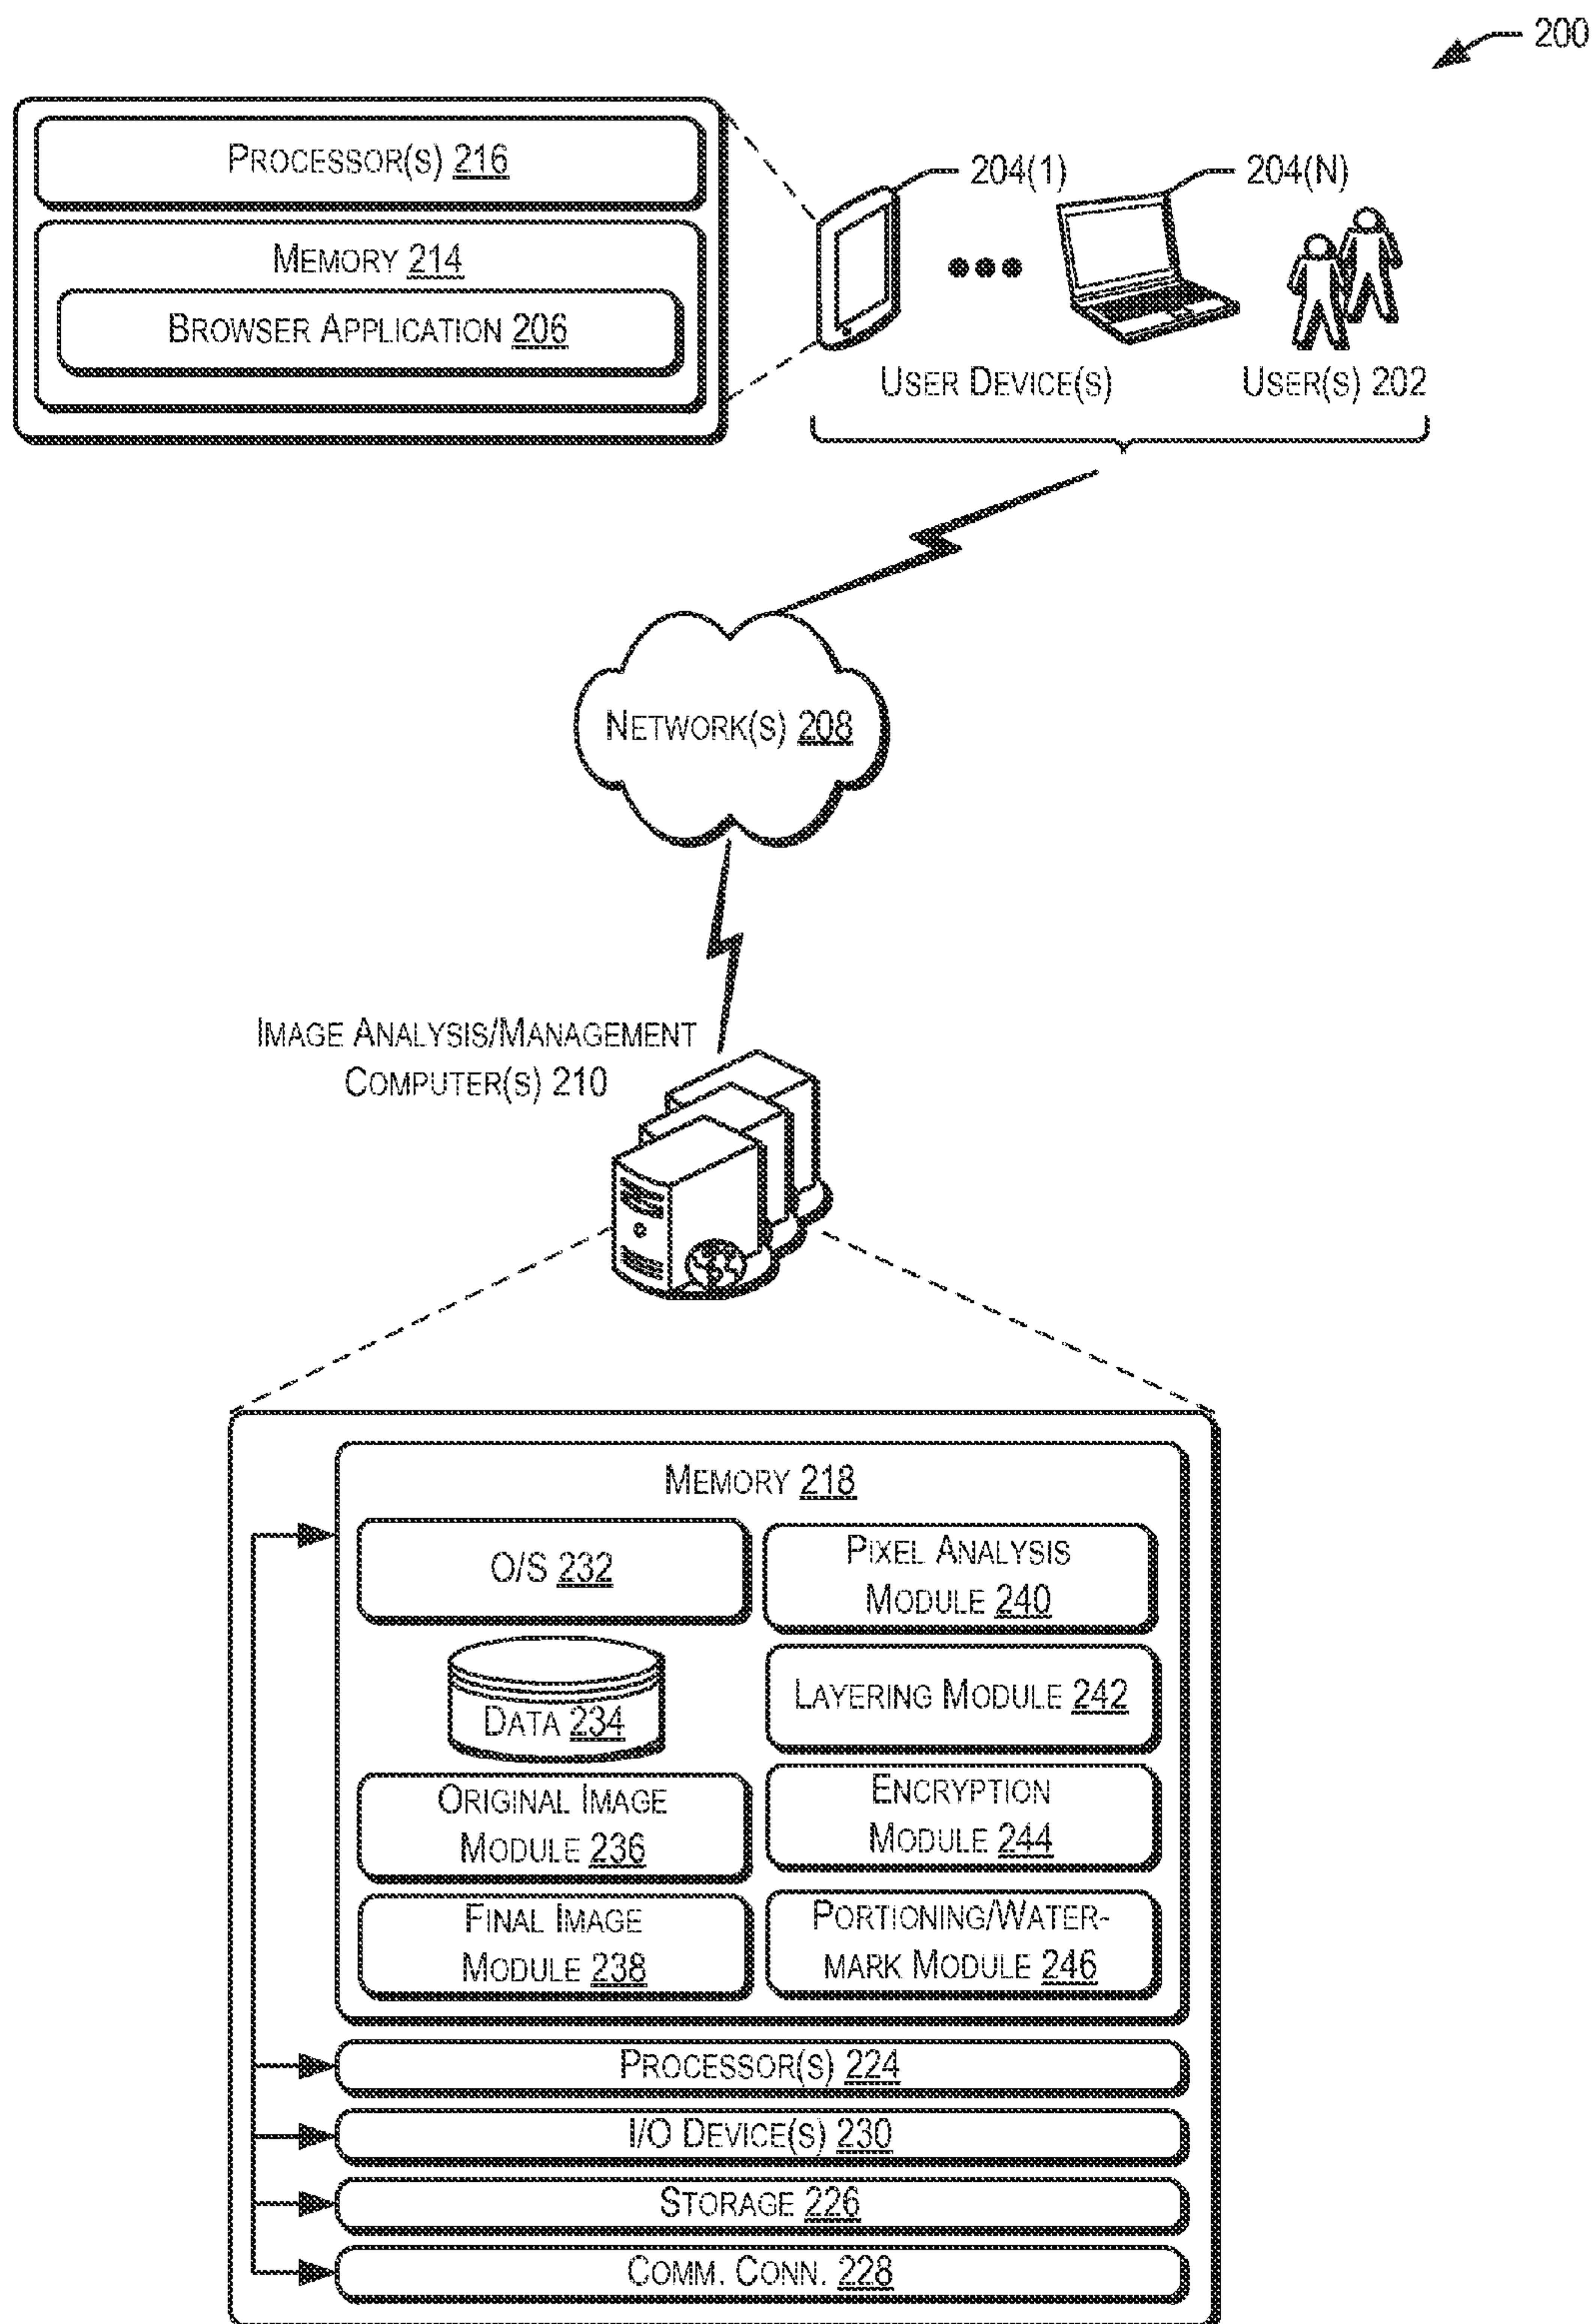 200
PROCESSOR(S) 216
MEMORY 214
BROWSER APPLICATION 206
204(1)
204(N)
USER DEVICE(S)
USER(S) 202
NETWORK(S) 208
IMAGE ANALYSIS/MANAGEMENT
COMPUTER(S) 210
MEMORY 218
O/S 232
DATA 234
ORIGINAL IMAGE
MODULE 236
FINAL IMAGE
MODULE 238
PIXEL ANALYSIS
MODULE 240
LAYERING MODULE 242
ENCRYPTION
MODULE 244
PORTIONING/WATER-
MARK MODULE 246
PROCESSOR(S) 224
I/O DEVICE(S) 230
STORAGE 226
COMM. CONN. 228